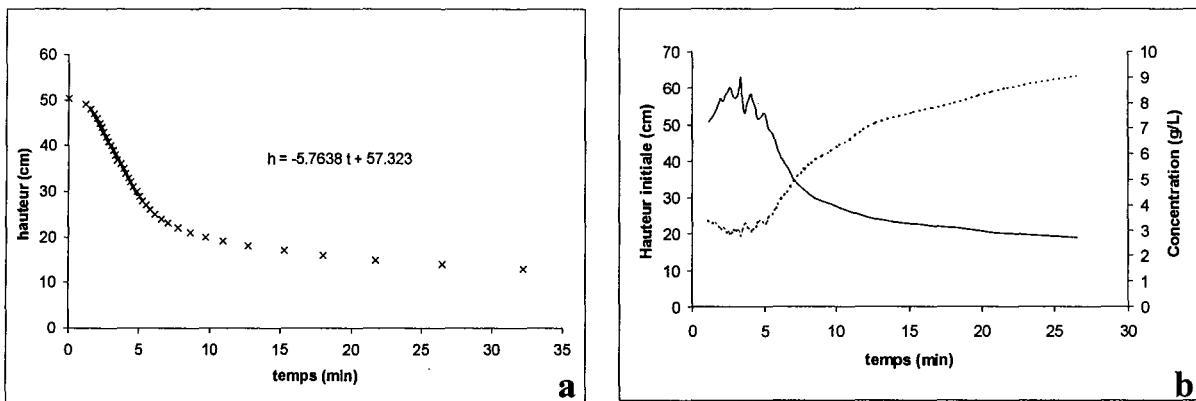 60
50
40
30
20
10
0
hauteur (cm)
h = -5.7638 t + 57.323
0 5 10 15 20 25 30 35
temps (min)
a
70
60
50
40
30
20
10
0
Hauteur initiale (cm)
10
9
8
7
6
5
4
3
2
1
0
Concentration (g/L)
0 5 10 15 20 25 30
temps (min)
b